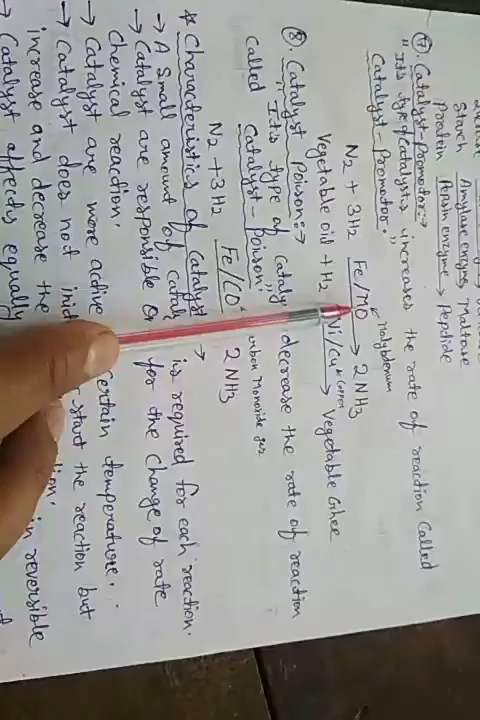 Starch Amylase enzyme Maltose
Protein Pepsin enzyme → Peptide
⑦. Catalyst-Promotor:→
"It's type of catalysts increases the rate of reaction called
Catalyst-Promotor."
N2 + 3H2 Fe/MO → 2NH3
Molybdenum
Vegetable oil + H2 Ni/Cu → Vegetable Ghee
Copper
⑧. Catalyst Poison:→
"It's type of cataly decrease the rate of reaction
called Catalyst-Poison."
N2 + 3H2 Fe/CO → 2NH3
Monoxide gas
* Characteristics of Catalyst →
→ A Small amount of catal is required for each reaction.
→ Catalyst are responsible for the change of rate
Chemical reaction.
→ Catalyst are more active certain temperature.
→ Catalyst does not start the reaction but
increase and decrease the
→ Catalyst affects equally in reversible